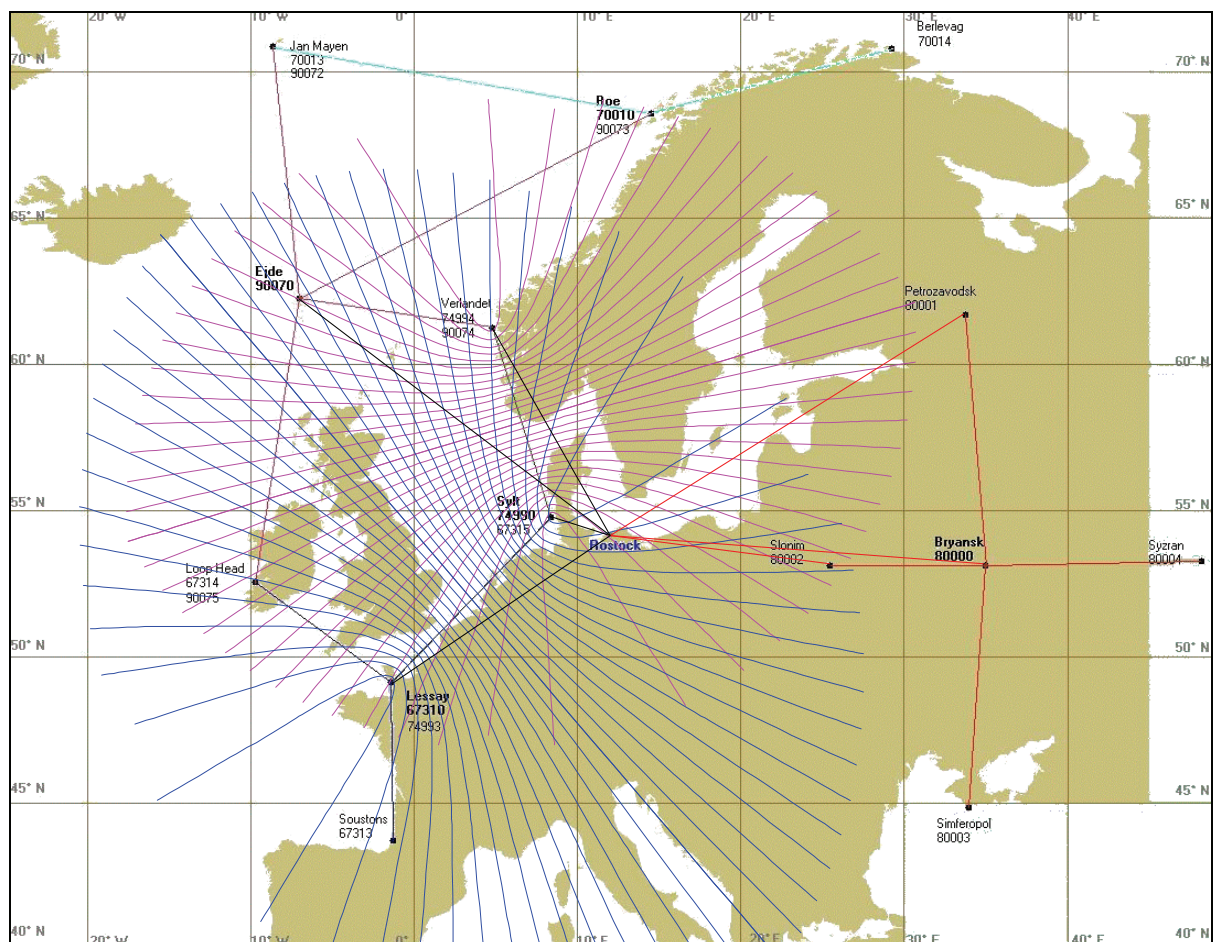 20° W
10° W
0°
10° E
20° E
30° E
40° E
Berlevag
70014
Jan Mayen
70013
90072
70° N
70° N
Boe
70010
90073
65° N
65° N
Ejde
90070
Verlandet
74994
90074
Petrozavodsk
80001
60° N
60° N
Sylt
74990
67315
55° N
55° N
Rostock
Slonim
80002
Bryansk
80000
Syzran
80004
Loop Head
67314
90075
50° N
50° N
Lessay
67310
74993
45° N
45° N
Soustons
67313
Simferopol
80003
40° N
40° N
20° W
10° W
0°
10° E
20° E
30° E
40° E